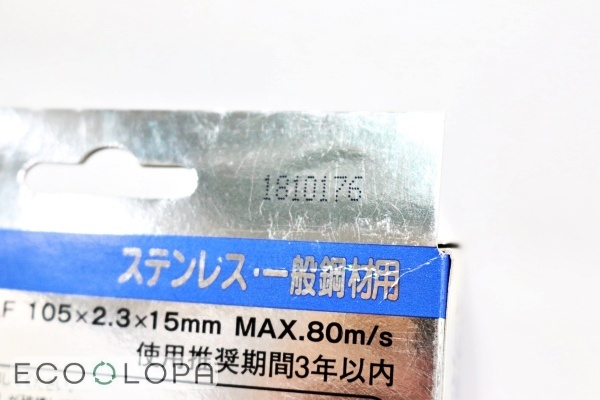 1810176
ステンレス・一般鋼材用
F 105×2.3×15mm MAX.80m/s
使用推奨期間3年以内
ECOOLOPA